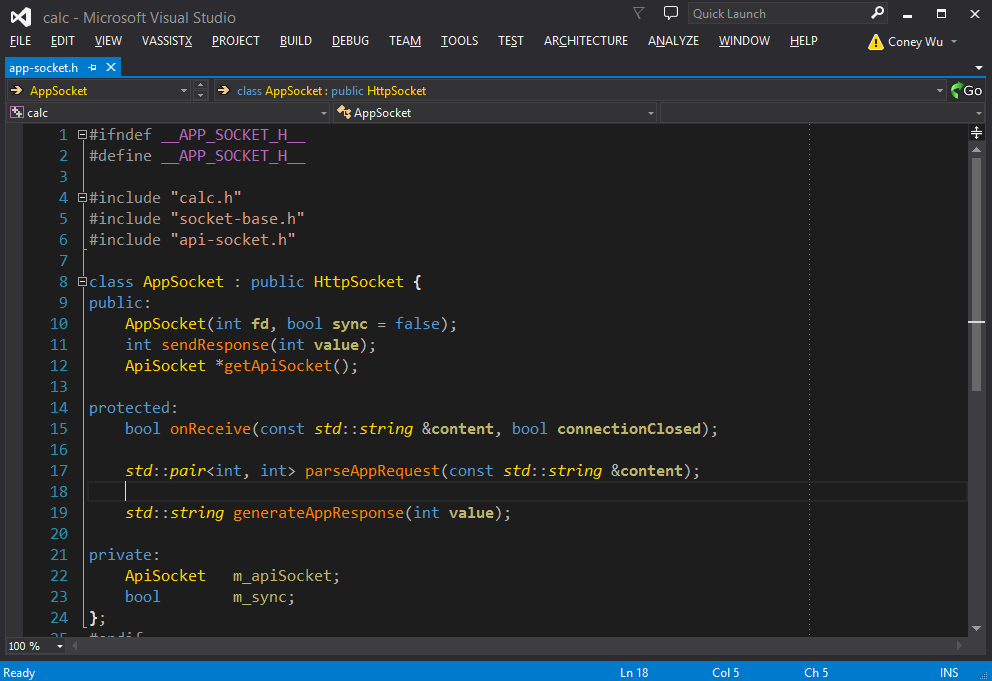 calc - Microsoft Visual Studio
Quick Launch
FILE EDIT VIEW VASSISTX PROJECT BUILD DEBUG TEAM TOOLS TEST ARCHITECTURE ANALYZE WINDOW HELP Coney Wu
app-socket.h
AppSocket class AppSocket : public HttpSocket Go
calc AppSocket
1 #ifndef __APP_SOCKET_H__
2 #define __APP_SOCKET_H__
3
4 #include "calc.h"
5 #include "socket-base.h"
6 #include "api-socket.h"
7
8 class AppSocket : public HttpSocket {
9 public:
10 AppSocket(int fd, bool sync = false);
11 int sendResponse(int value);
12 ApiSocket *getApiSocket();
13
14 protected:
15 bool onReceive(const std::string &content, bool connectionClosed);
16
17 std::pair<int, int> parseAppRequest(const std::string &content);
18
19 std::string generateAppResponse(int value);
20
21 private:
22 ApiSocket m_apiSocket;
23 bool m_sync;
24 };
25 #endif
100 %
Ready Ln 18 Col 5 Ch 5 INS